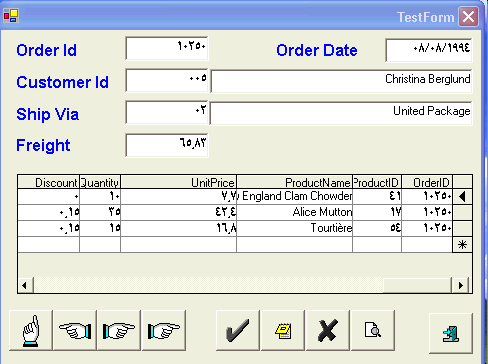 TestForm
Order Id ١٠٢٥٠ Order Date ٠٨/٠٨/١٩٩٤
Customer Id ٠٠٥ Christina Berglund
Ship Via ٠٢ United Package
Freight ٦٥,٨٣
Discount Quantity UnitPrice ProductName ProductID OrderID
٠ ١٠ ٧,٧ England Clam Chowder ٤١ ١٠٢٥٠
٠,١٥ ٣٥ ٤٢,٤ Alice Mutton ١٧ ١٠٢٥٠
٠,١٥ ١٥ ١٦,٨ Tourtière ٥٤ ١٠٢٥٠